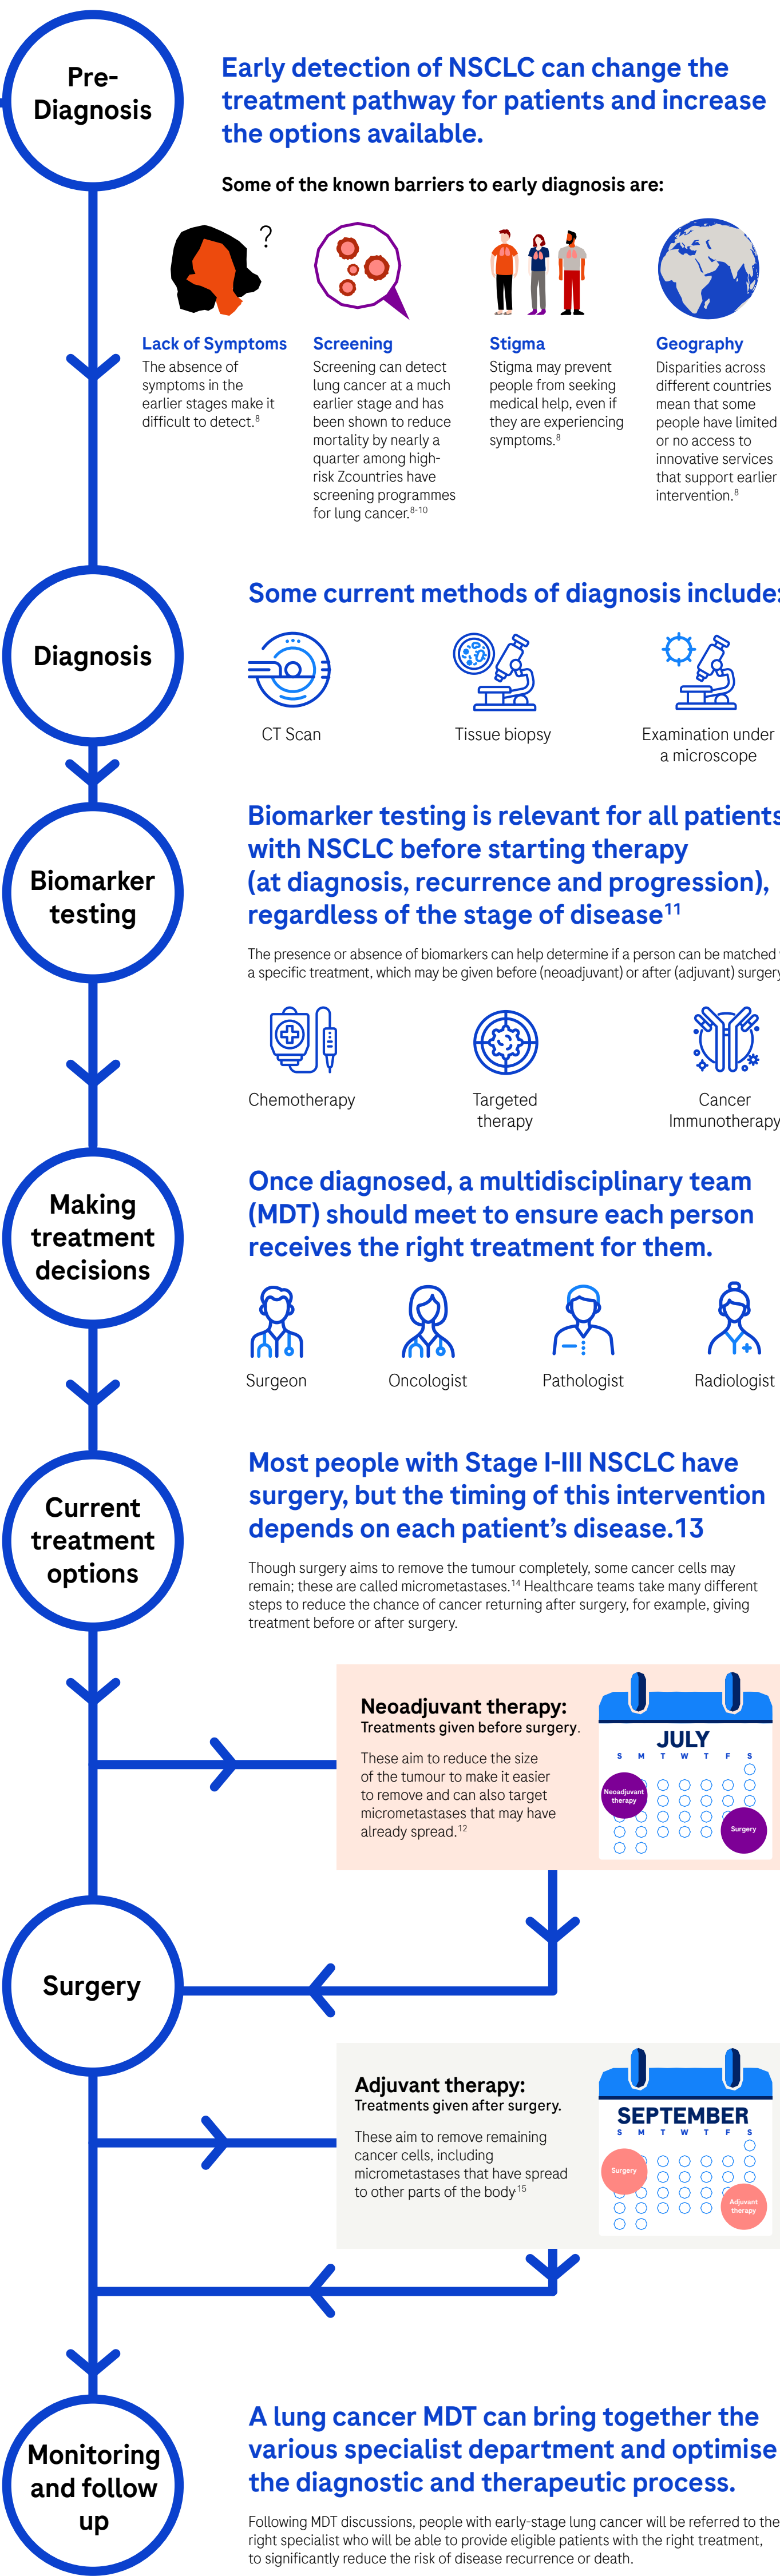 Pre-
Diagnosis
Early detection of NSCLC can change the
treatment pathway for patients and increase
the options available.
Some of the known barriers to early diagnosis are:
?
Lack of Symptoms
The absence of
symptoms in the
earlier stages make it
difficult to detect.8
Screening
Screening can detect
lung cancer at a much
earlier stage and has
been shown to reduce
mortality by nearly a
quarter among high-
risk Zcountries have
screening programmes
for lung cancer.8-10
Stigma
Stigma may prevent
people from seeking
medical help, even if
they are experiencing
symptoms.8
Geography
Disparities across
different countries
mean that some
people have limited
or no access to
innovative services
that support earlier
intervention.8
Diagnosis
Some current methods of diagnosis include:
CT Scan
Tissue biopsy
Examination under
a microscope
Biomarker
testing
Biomarker testing is relevant for all patients
with NSCLC before starting therapy
(at diagnosis, recurrence and progression),
regardless of the stage of disease11
The presence or absence of biomarkers can help determine if a person can be matched
a specific treatment, which may be given before (neoadjuvant) or after (adjuvant) surgery
Chemotherapy
Targeted
therapy
Cancer
Immunotherapy
Making
treatment
decisions
Once diagnosed, a multidisciplinary team
(MDT) should meet to ensure each person
receives the right treatment for them.
Surgeon
Oncologist
Pathologist
Radiologist
Current
treatment
options
Most people with Stage I-III NSCLC have
surgery, but the timing of this intervention
depends on each patient's disease.13
Though surgery aims to remove the tumour completely, some cancer cells may
remain; these are called micrometastases.14 Healthcare teams take many different
steps to reduce the chance of cancer returning after surgery, for example, giving
treatment before or after surgery.
Neoadjuvant therapy:
Treatments given before surgery.
These aim to reduce the size
of the tumour to make it easier
to remove and can also target
micrometastases that may have
already spread.12
JULY
S M T W T F S
Neoadjuvant
therapy
Surgery
Surgery
Adjuvant therapy:
Treatments given after surgery.
These aim to remove remaining
cancer cells, including
micrometastases that have spread
to other parts of the body15
SEPTEMBER
S M T W T F S
Surgery
Adjuvant
therapy
Monitoring
and follow
up
A lung cancer MDT can bring together the
various specialist department and optimise
the diagnostic and therapeutic process.
Following MDT discussions, people with early-stage lung cancer will be referred to the
right specialist who will be able to provide eligible patients with the right treatment,
to significantly reduce the risk of disease recurrence or death.